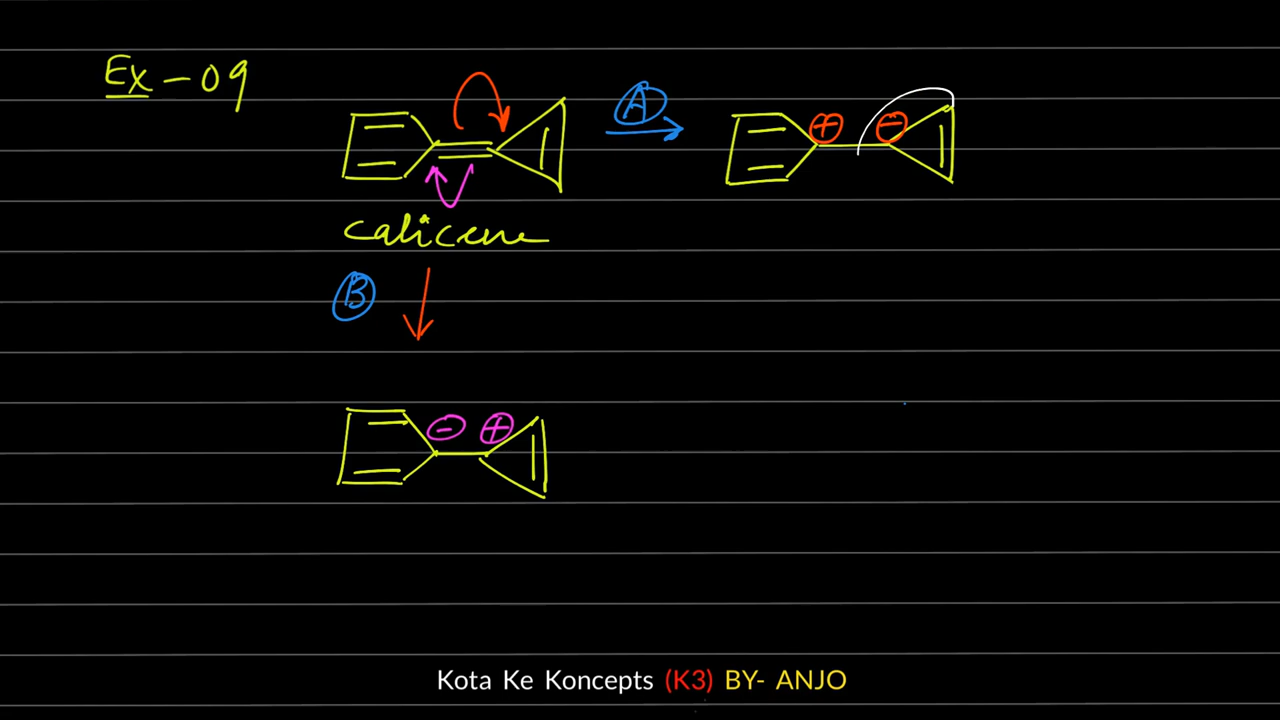 Ex - 09
A
+ -
calicene
B
- +
Kota Ke Koncepts (K3) BY- ANJO